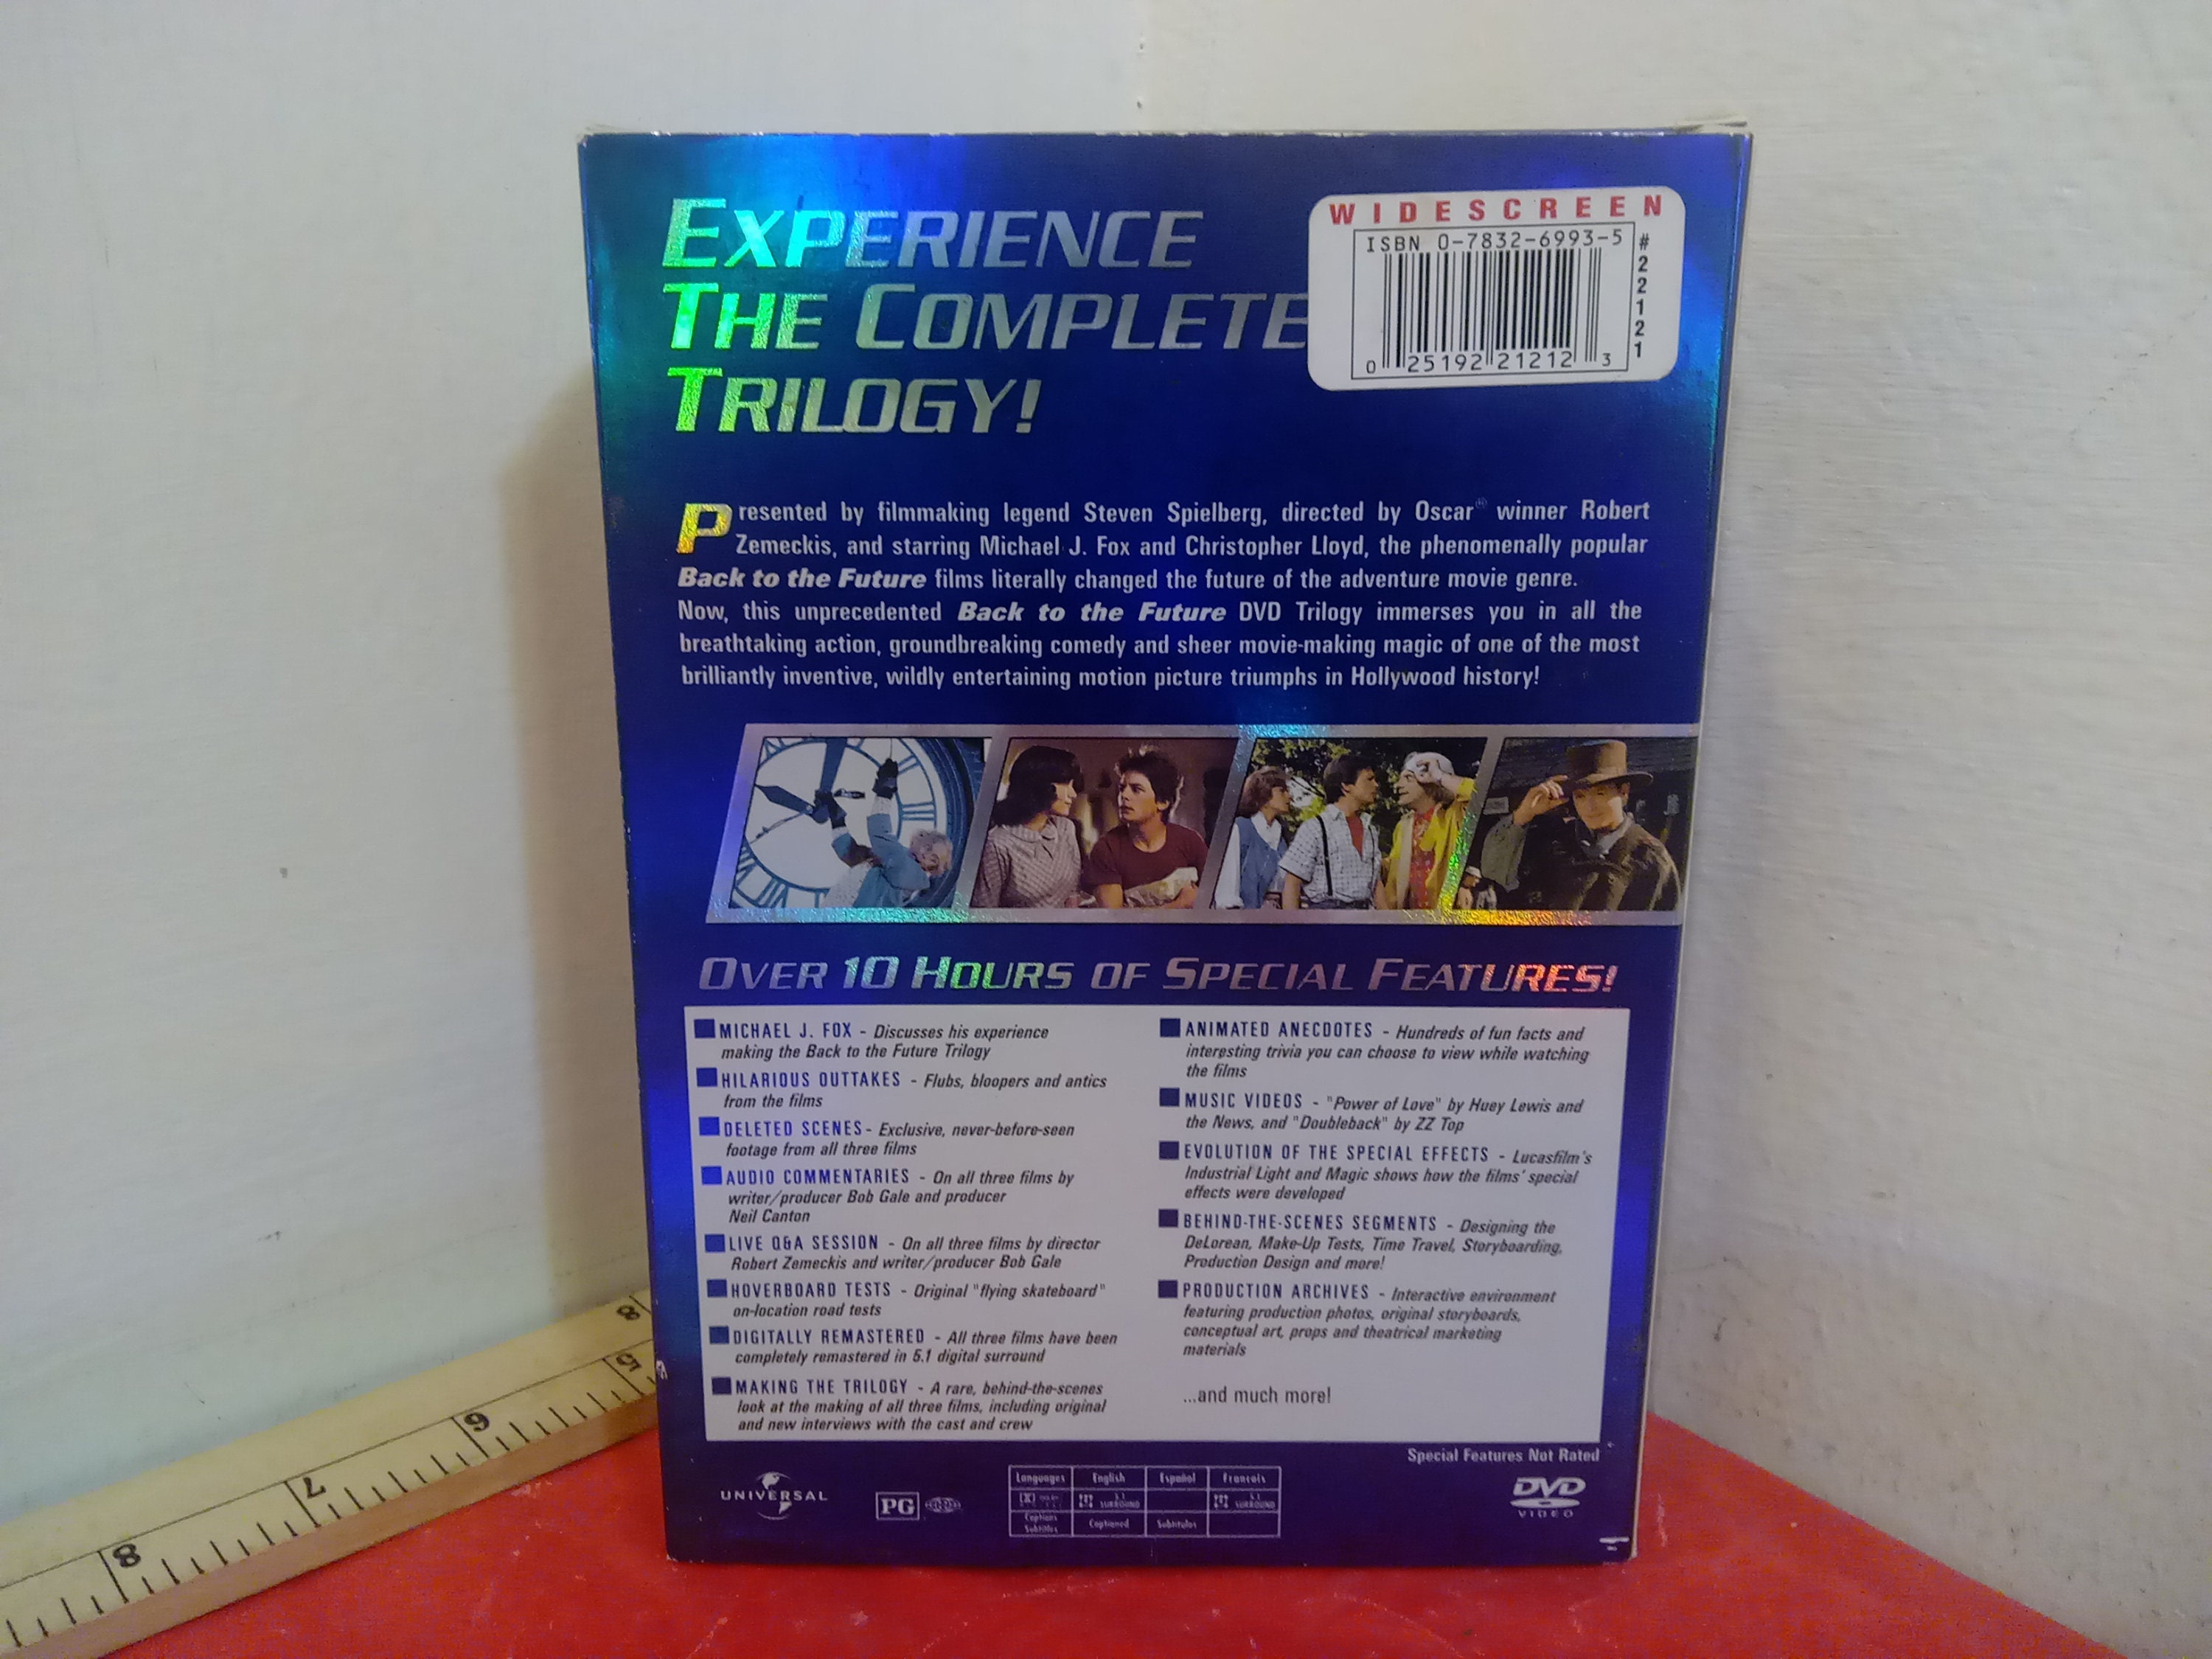 EXPERIENCE
THE COMPLETE
TRILOGY!
WIDESCREEN
ISBN 0-7832-6993-5
#22121
0 25192 21212 3
Presented by filmmaking legend Steven Spielberg, directed by Oscar® winner Robert
Zemeckis, and starring Michael J. Fox and Christopher Lloyd, the phenomenally popular
Back to the Future films literally changed the future of the adventure movie genre.
Now, this unprecedented Back to the Future DVD Trilogy immerses you in all the
breathtaking action, groundbreaking comedy and sheer movie-making magic of one of the most
brilliantly inventive, wildly entertaining motion picture triumphs in Hollywood history!
OVER 10 HOURS OF SPECIAL FEATURES!
MICHAEL J. FOX - Discusses his experience
making the Back to the Future Trilogy
HILARIOUS OUTTAKES - Flubs, bloopers and antics
from the films
DELETED SCENES - Exclusive, never-before-seen
footage from all three films
AUDIO COMMENTARIES - On all three films by
writer/producer Bob Gale and producer
Neil Canton
LIVE Q&A SESSION - On all three films by director
Robert Zemeckis and writer/producer Bob Gale
HOVERBOARD TESTS - Original "flying skateboard"
on-location road tests
DIGITALLY REMASTERED - All three films have been
completely remastered in 5.1 digital surround
MAKING THE TRILOGY - A rare, behind-the-scenes
look at the making of all three films, including original
and new interviews with the cast and crew
ANIMATED ANECDOTES - Hundreds of fun facts and
interesting trivia you can choose to view while watching
the films
MUSIC VIDEOS - "Power of Love" by Huey Lewis and
the News, and "Doubleback" by ZZ Top
EVOLUTION OF THE SPECIAL EFFECTS - Lucasfilm's
Industrial Light and Magic shows how the films' special
effects were developed
BEHIND-THE-SCENES SEGMENTS - Designing the
DeLorean, Make-Up Tests, Time Travel, Storyboarding,
Production Design and more!
PRODUCTION ARCHIVES - Interactive environment
featuring production photos, original storyboards,
conceptual art, props and theatrical marketing
materials
...and much more!
Special Features Not Rated
UNIVERSAL
PG
Languages English Español Français
5.1 SURROUND 5.1 SURROUND
Captions Subtitles Captioned Subtítulos
DVD
VIDEO
8 7 6 5
8